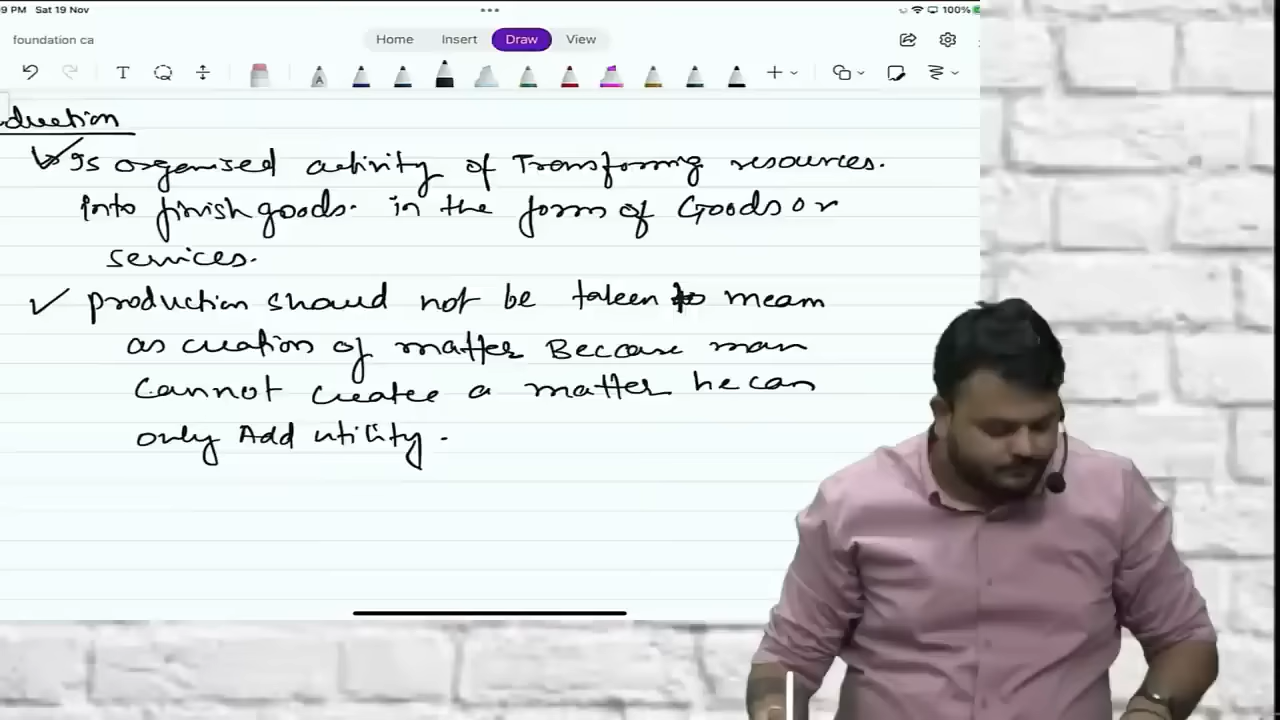 9 PM Sat 19 Nov
100%
foundation ca
Home Insert Draw View
T
A
duction
Is organised activity of Transforming resources.
into finish goods. in the form of Goods or
services.
production should not be taken to mean
as creation of matter Because man
cannot create a matter he can
only Add utility.